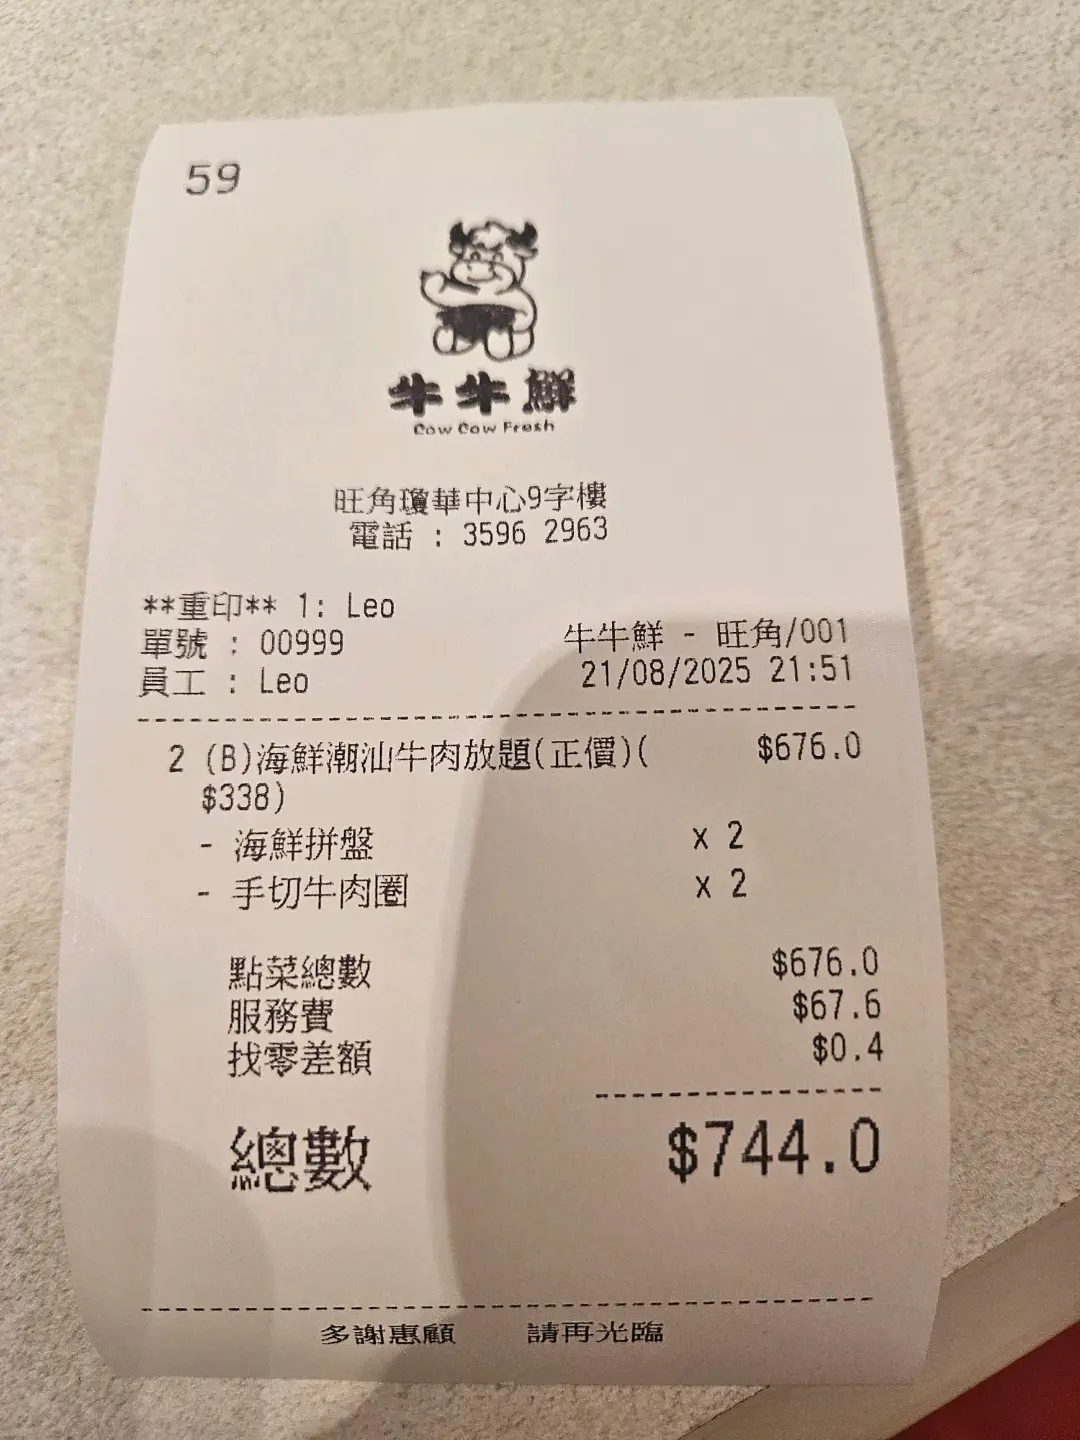 59
牛牛鮮
Cow Cow Fresh
旺角瓊華中心9字樓
電話 : 3596 2963
**重印** 1: Leo
單號 : 00999 牛牛鮮 - 旺角/001
員工 : Leo 21/08/2025 21:51
2 (B)海鮮潮汕牛肉放題(正價)( $676.0
$338)
- 海鮮拼盤 x 2
- 手切牛肉圈 x 2
點菜總數 $676.0
服務費 $67.6
找零差額 $0.4
總數 $744.0
多謝惠顧 請再光臨